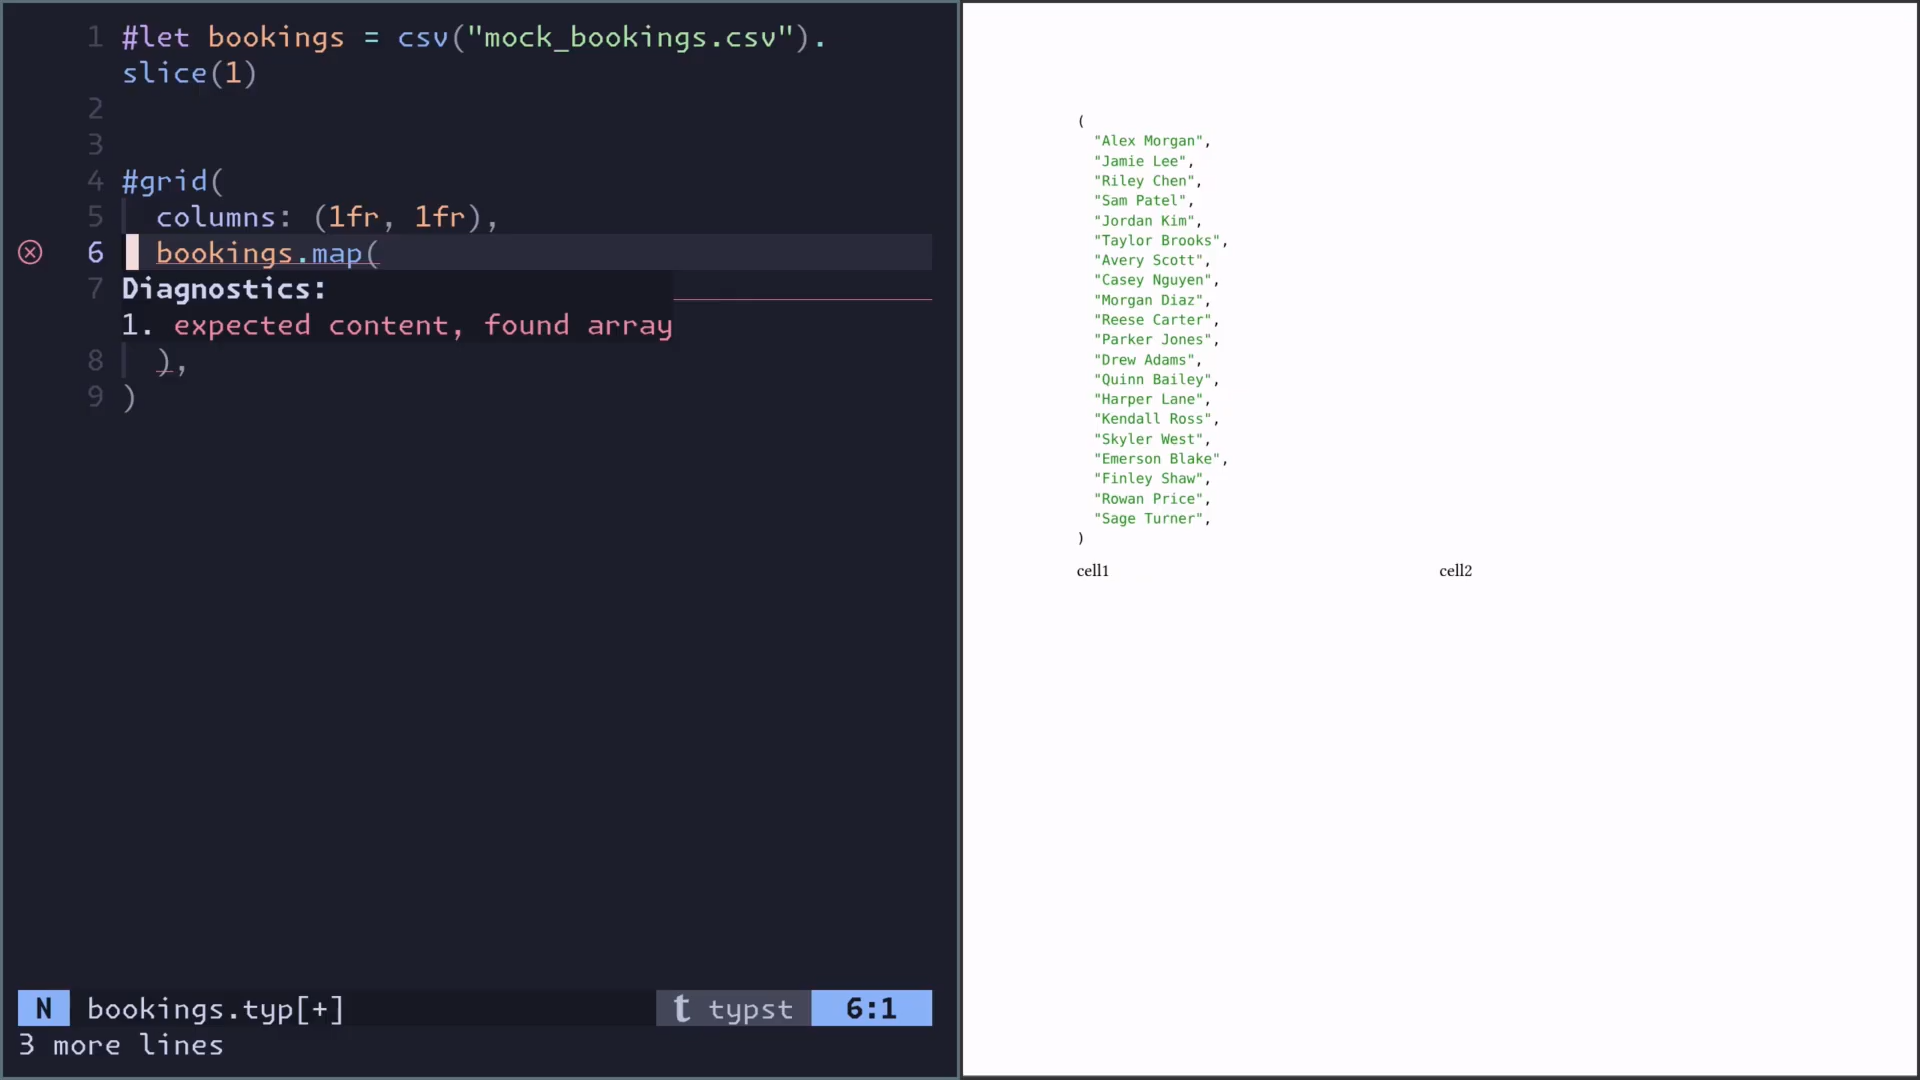 1 #let bookings = csv("mock_bookings.csv").
slice(1)
2
3
4 #grid(
5 columns: (1fr, 1fr),
6 bookings.map(
7 Diagnostics:
1. expected content, found array
8 ),
9 )
N bookings.typ[+] t typst 6:1
3 more lines
(
"Alex Morgan",
"Jamie Lee",
"Riley Chen",
"Sam Patel",
"Jordan Kim",
"Taylor Brooks",
"Avery Scott",
"Casey Nguyen",
"Morgan Diaz",
"Reese Carter",
"Parker Jones",
"Drew Adams",
"Quinn Bailey",
"Harper Lane",
"Kendall Ross",
"Skyler West",
"Emerson Blake",
"Finley Shaw",
"Rowan Price",
"Sage Turner",
)
cell1 cell2